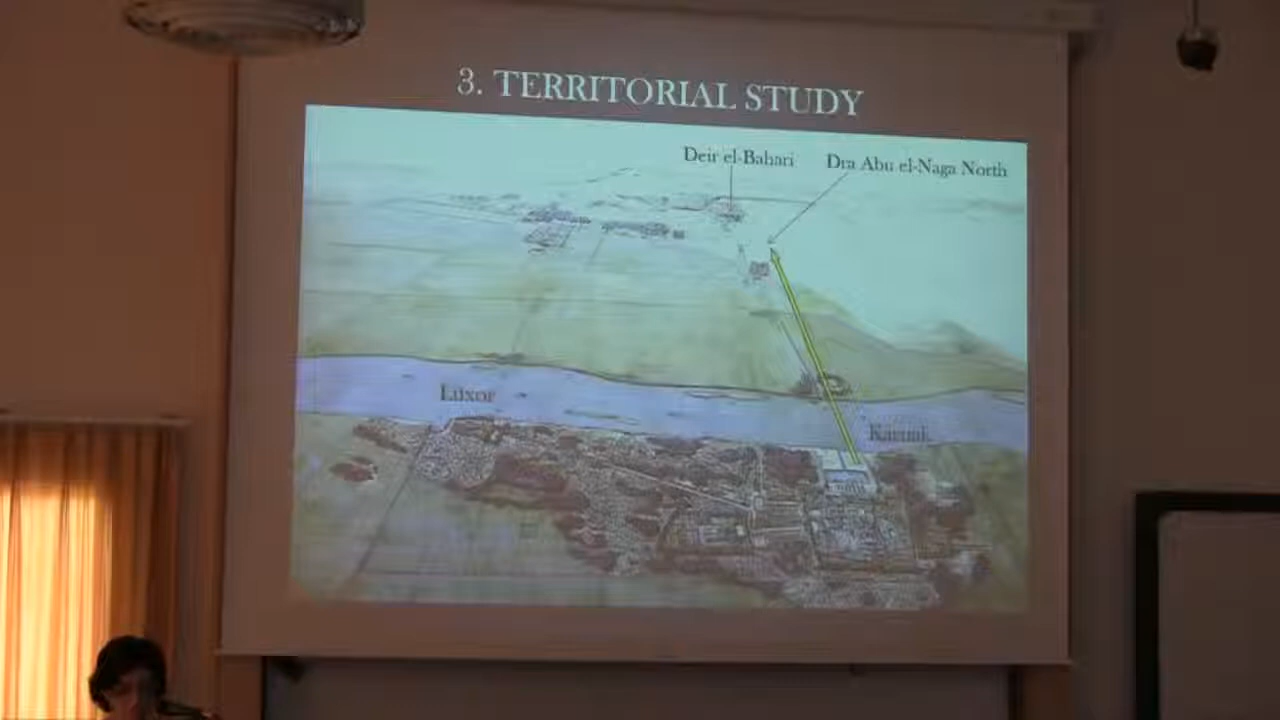 3. TERRITORIAL STUDY
Deir el-Bahari
Dra Abu el-Naga North
Luxor
Karnak